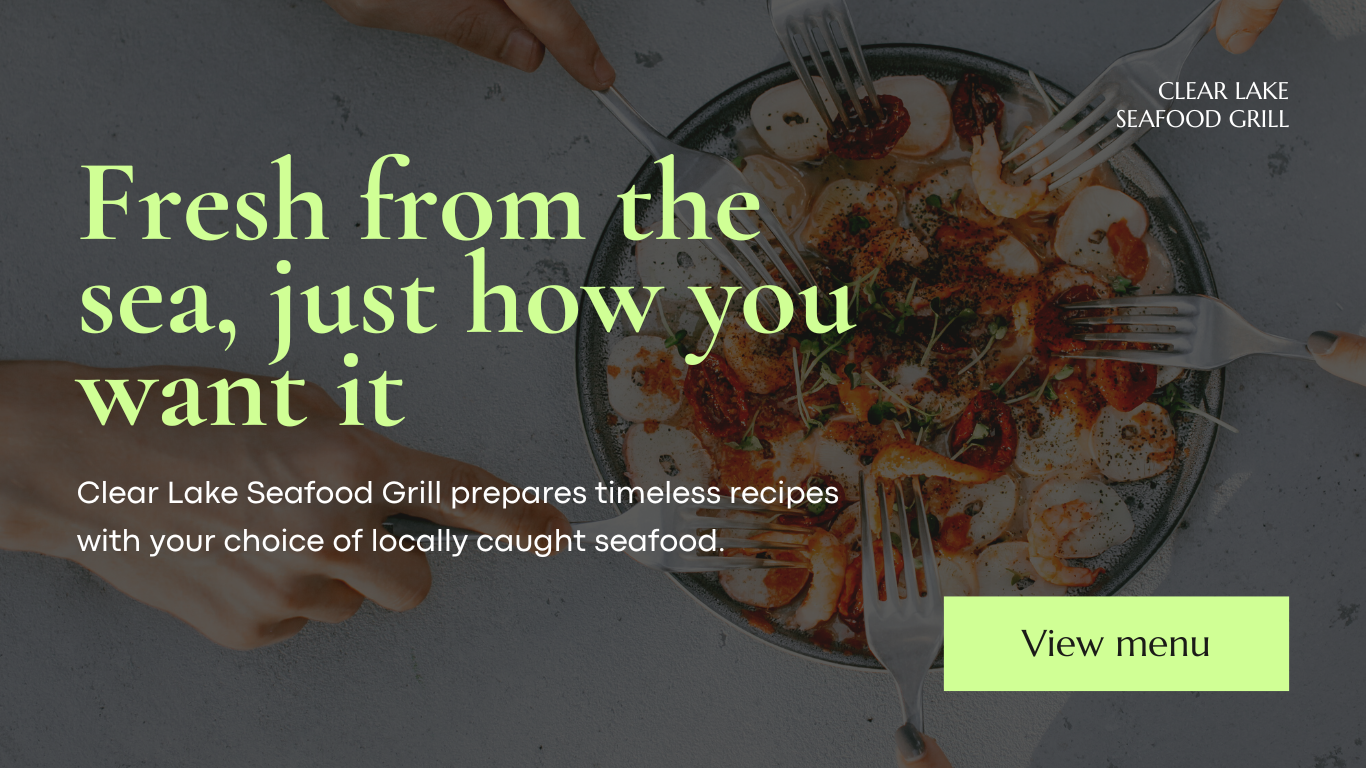 CLEAR LAKE
SEAFOOD GRILL
Fresh from the
sea, just how you
want it
Clear Lake Seafood Grill prepares timeless recipes
with your choice of locally caught seafood.
View menu